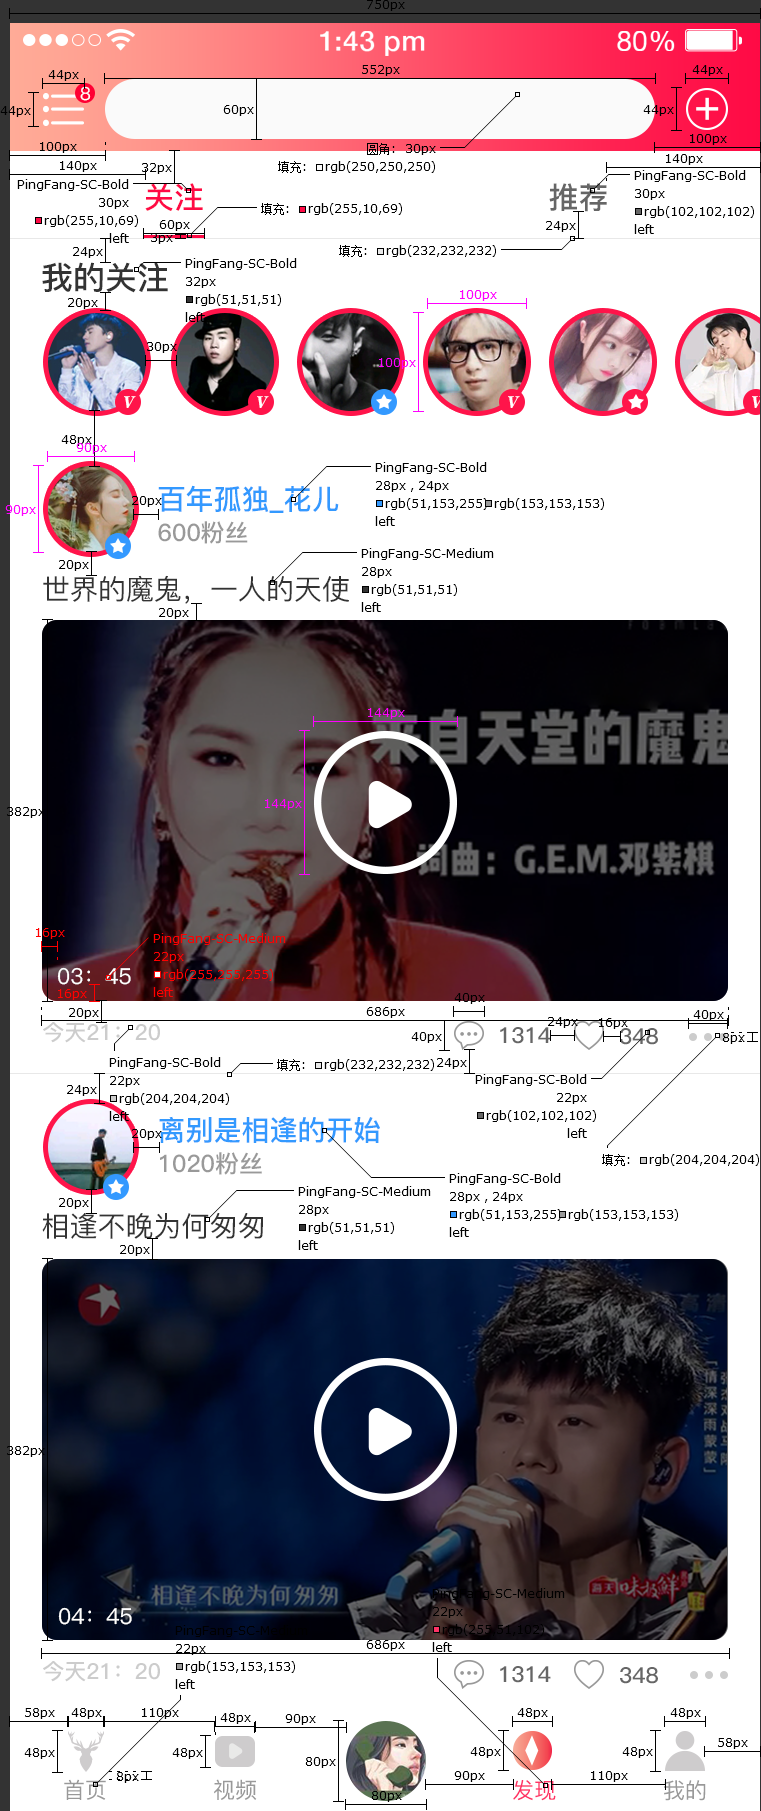 750px
1:43 pm
80%
44px
552px
44px
8
44px
60px
44px
圆角：30px
100px
100px
140px
32px
填充：rgb(250,250,250)
140px
PingFang-SC-Bold
30px
rgb(255,10,69)
left
关注
推荐
PingFang-SC-Bold
30px
rgb(102,102,102)
left
填充：rgb(255,10,69)
60px
3px
24px
填充：rgb(232,232,232)
24px
我的关注
PingFang-SC-Bold
32px
rgb(51,51,51)
left
20px
100px
30px
100px
V
V
V
V
48px
90px
90px
20px
百年孤独_花儿
600粉丝
PingFang-SC-Bold
28px , 24px
rgb(51,153,255)
rgb(153,153,153)
left
20px
世界的魔鬼，一人的天使
PingFang-SC-Medium
28px
rgb(51,51,51)
left
20px
144px
来自天堂的魔鬼
144px
382px
词曲：G.E.M.邓紫棋
16px
PingFang-SC-Medium
22px
rgb(255,255,255)
left
03：45
16px
20px
686px
40px
今天21：20
40px
1314
24px
16px
348
40px
8px
PingFang-SC-Bold
22px
rgb(204,204,204)
left
填充：rgb(232,232,232)
24px
PingFang-SC-Bold
22px
rgb(102,102,102)
left
24px
填充：rgb(204,204,204)
20px
离别是相逢的开始
1020粉丝
PingFang-SC-Bold
28px , 24px
rgb(51,153,255)
rgb(153,153,153)
left
20px
相逢不晚为何匆匆
PingFang-SC-Medium
28px
rgb(51,51,51)
left
20px
高清
382px
相逢不晚为何匆匆
海天
味极鲜
PingFang-SC-Medium
22px
rgb(255,51,102)
left
04：45
22px
rgb(153,153,153)
left
686px
今天21：20
1314
348
58px
48px
110px
48px
90px
48px
48px
48px
48px
80px
48px
48px
58px
8px
80px
90px
110px
首页
视频
发现
我的